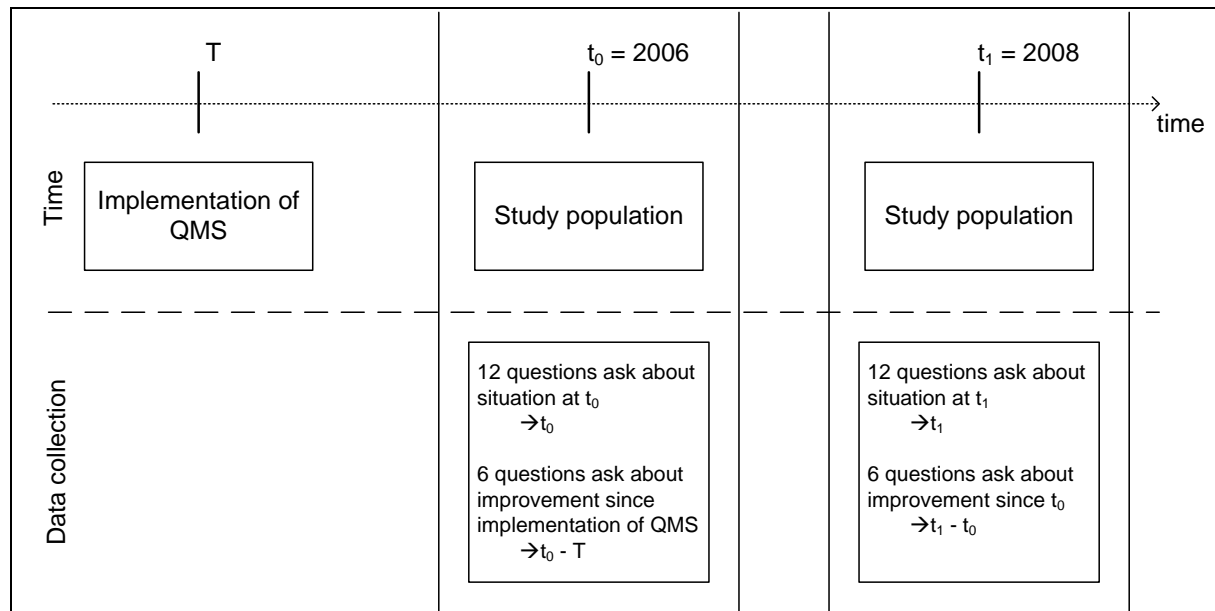 T
t₀ = 2006
t₁ = 2008
time
Time
Implementation of
QMS
Study population
Study population
Data collection
12 questions ask about
situation at t₀
→t₀
6 questions ask about
improvement since
implementation of QMS
→t₀ - T
12 questions ask about
situation at t₁
→t₁
6 questions ask about
improvement since t₀
→t₁ - t₀